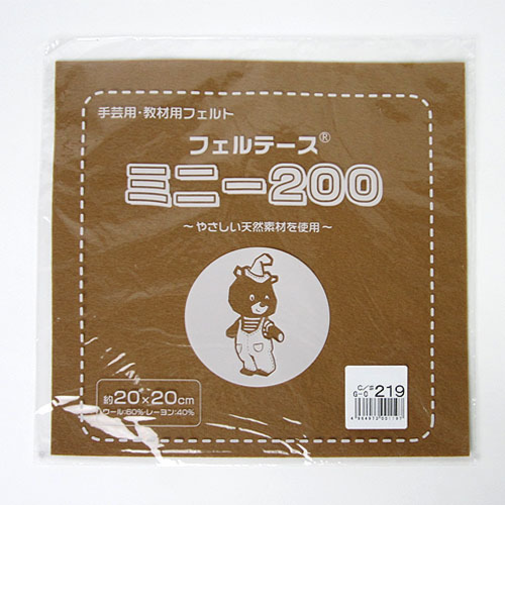 手芸用・教材用フェルト
フェルテース®
ミニー200
～やさしい天然素材を使用～
約20×20cm
ウール:60%・レーヨン:40%
C/# 219
G-0